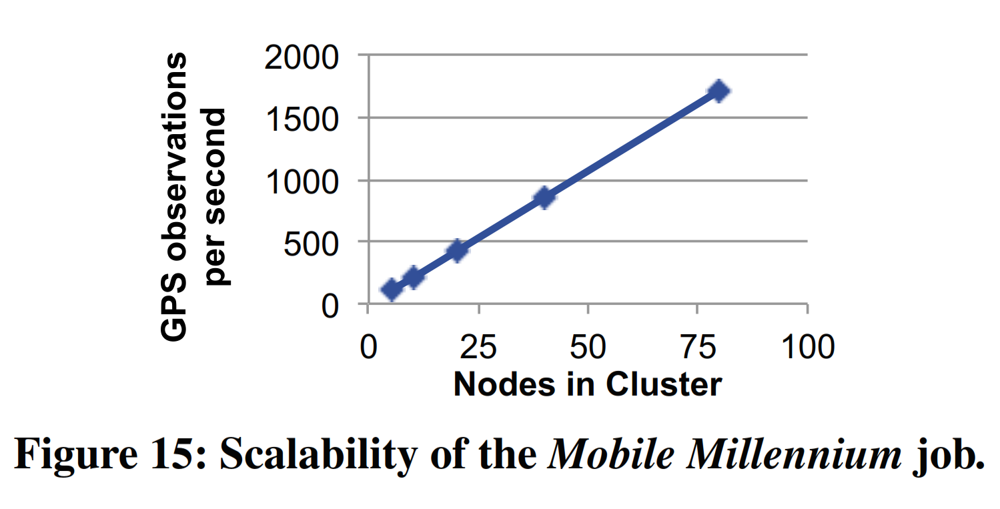 GPS observations
per second
2000
1500
1000
500
0
0 25 50 75 100
Nodes in Cluster
Figure 15: Scalability of the Mobile Millennium job.